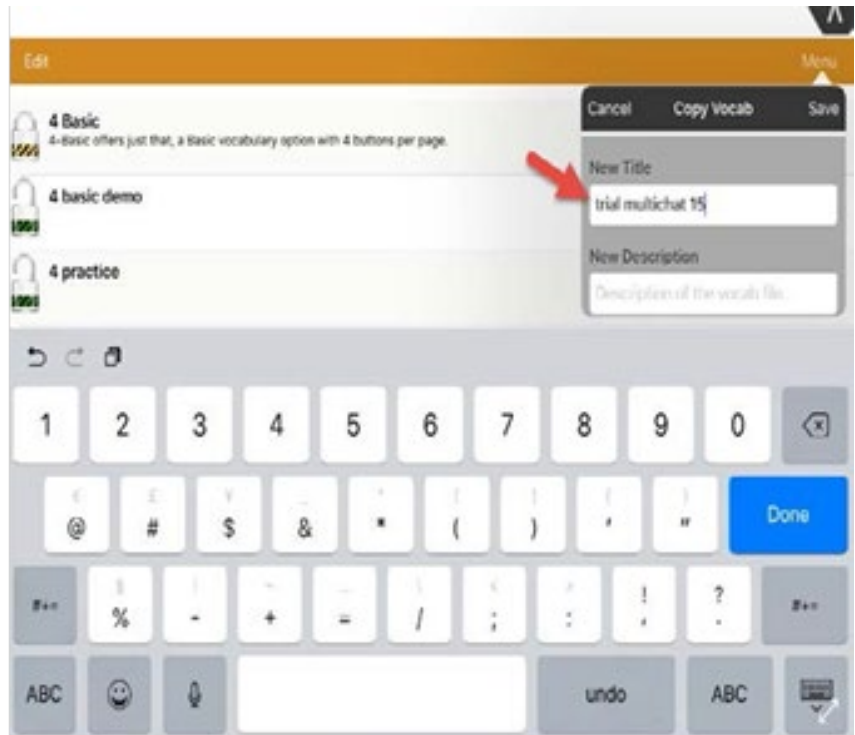 Edit
Menu
4 Basic
4-Basic offers just that, a Basic vocabulary option with 4 buttons per page.
4 basic demo
4 practice
Cancel Copy Vocab Save
New Title
trial multichat 15
New Description
Description of the vocab file.
1 2 3 4 5 6 7 8 9 0
@ # $ & * ( ) ' "
Done
#+= % - + = / ; : ! , ? . #+=
ABC undo ABC